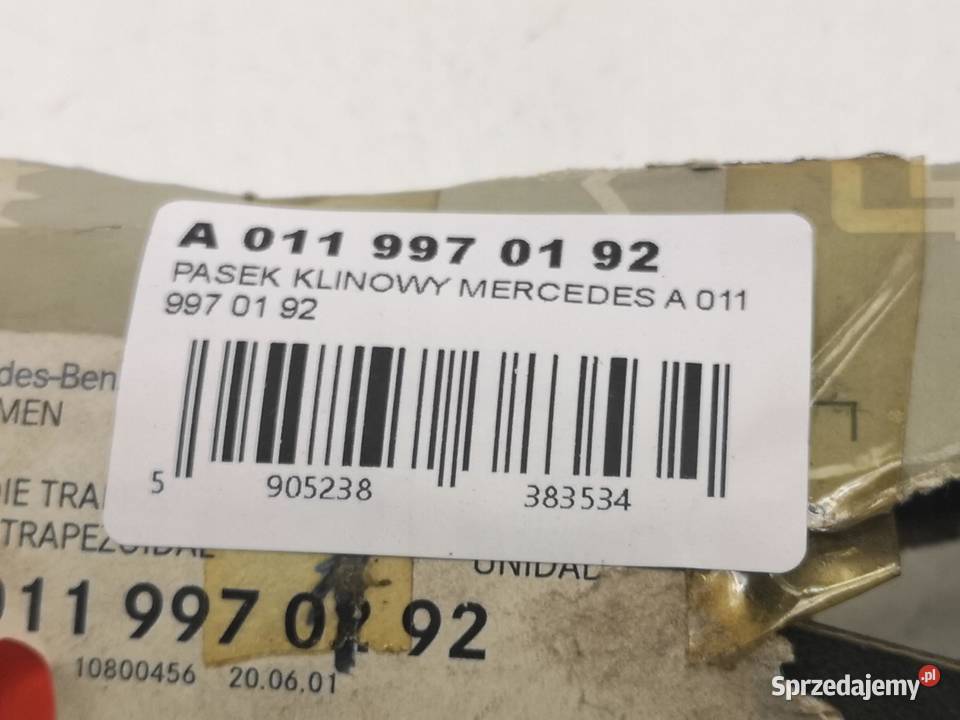 A 011 997 01 92
PASEK KLINOWY MERCEDES A 011
997 01 92
5 905238 383534
des-Ben
MEN
DIE TRA
TRAPEZOIDAL
UNIDAD
011 997 01 92
10800456 20.06.01
Sprzedajemy.pl